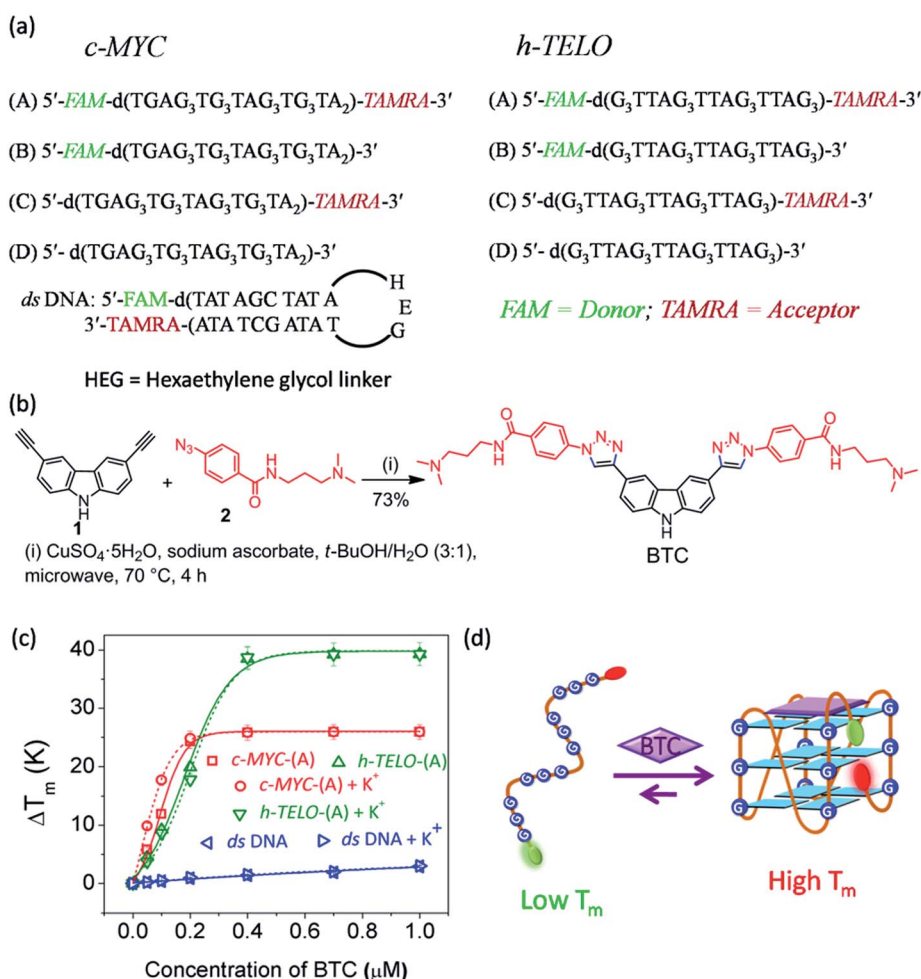 (a)
c-MYC
(A) 5′-FAM-d(TGAG₃TG₃TAG₃TG₃TA₂)-TAMRA-3′
(B) 5′-FAM-d(TGAG₃TG₃TAG₃TG₃TA₂)-3′
(C) 5′-d(TGAG₃TG₃TAG₃TG₃TA₂)-TAMRA-3′
(D) 5′- d(TGAG₃TG₃TAG₃TG₃TA₂)-3′
ds DNA: 5′-FAM-d(TAT AGC TAT A
3′-TAMRA-(ATA TCG ATA T
H
E
G
HEG = Hexaethylene glycol linker
h-TELO
(A) 5′-FAM-d(G₃TTAG₃TTAG₃TTAG₃)-TAMRA-3′
(B) 5′-FAM-d(G₃TTAG₃TTAG₃TTAG₃)-3′
(C) 5′-d(G₃TTAG₃TTAG₃TTAG₃)-TAMRA-3′
(D) 5′- d(G₃TTAG₃TTAG₃TTAG₃)-3′
FAM = Donor; TAMRA = Acceptor
(b)
N
H
1
+
N₃
O
N
H
N
2
(i)
73%
N
H
N
O
N
N
N
N
H
N
N
N
O
N
H
N
BTC
(i) CuSO₄·5H₂O, sodium ascorbate, t-BuOH/H₂O (3:1),
microwave, 70 °C, 4 h
(c)
ΔTₘ (K)
40
30
20
10
0
c-MYC-(A) h-TELO-(A)
c-MYC-(A) + K⁺
h-TELO-(A) + K⁺
ds DNA ds DNA + K⁺
0.0 0.2 0.4 0.6 0.8 1.0
Concentration of BTC (μM)
(d)
G G G G G G G G G G G G
BTC
G G
G G G
G G G
G G G
Low Tₘ
High Tₘ